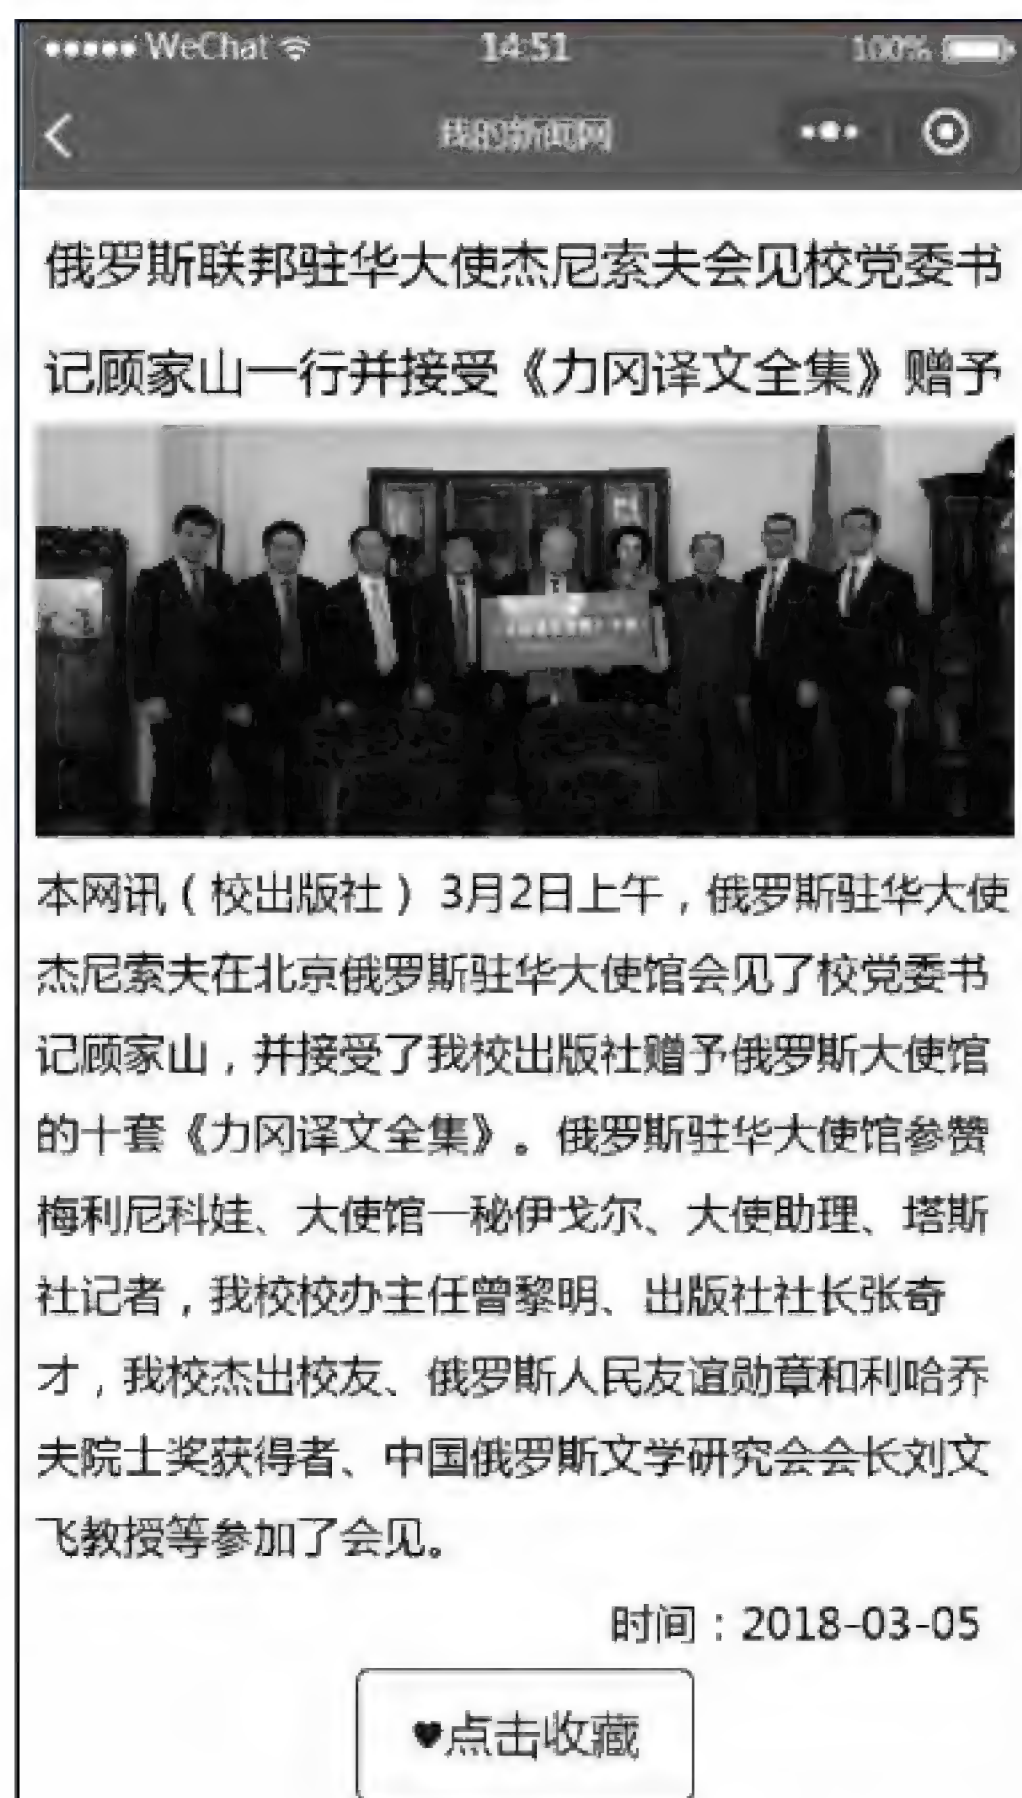 WeChat 14:51 100%
我的新闻网
俄罗斯联邦驻华大使杰尼索夫会见校党委书
记顾家山一行并接受《力冈译文全集》赠予
本网讯（校出版社） 3月2日上午，俄罗斯驻华大使
杰尼索夫在北京俄罗斯驻华大使馆会见了校党委书
记顾家山，并接受了我校出版社赠予俄罗斯大使馆
的十套《力冈译文全集》。俄罗斯驻华大使馆参赞
梅利尼科娃、大使馆一秘伊戈尔、大使助理、塔斯
社记者，我校校办主任曾黎明、出版社社长张奇
才，我校杰出校友、俄罗斯人民友谊勋章和利哈乔
夫院士奖获得者、中国俄罗斯文学研究会会长刘文
飞教授等参加了会见。
时间：2018-03-05
♥点击收藏